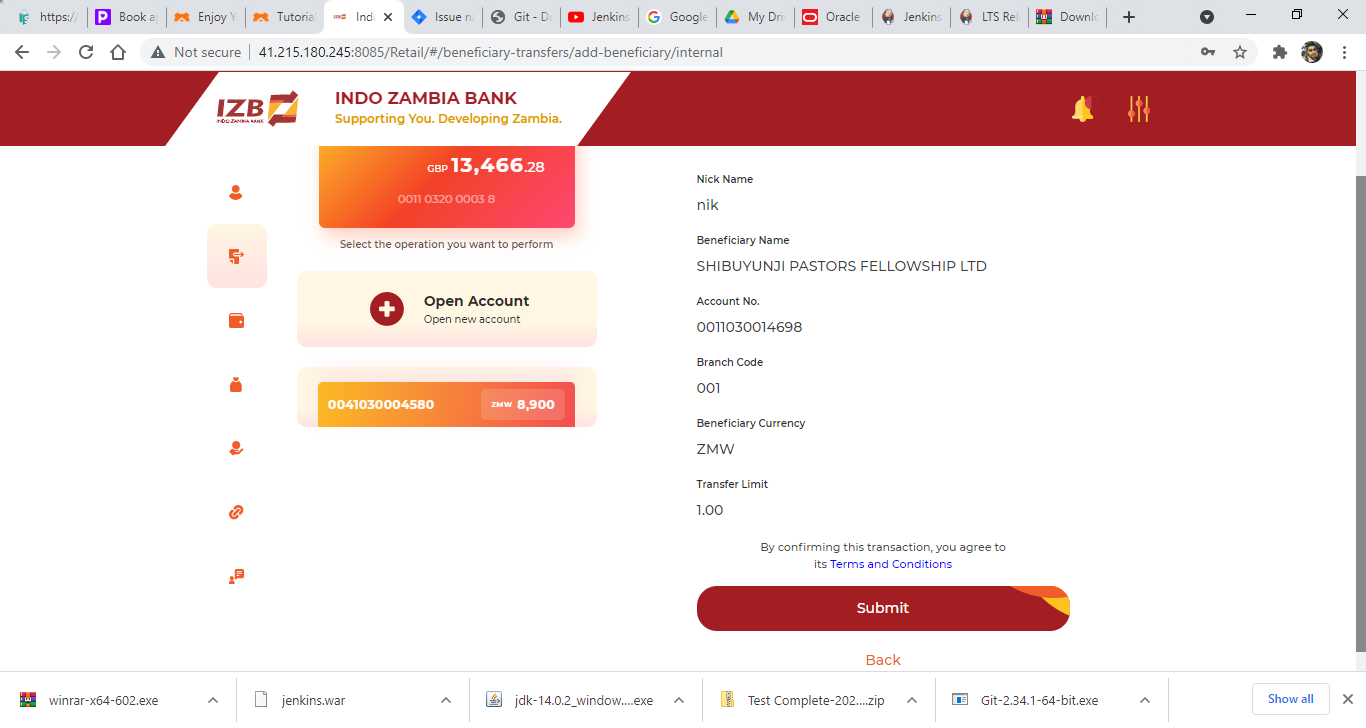 https:/
Book a
Enjoy Y
Tutoria
Ind
Issue n
Git - D
Jenkins
Google
My Dri
Oracle
Jenkins
LTS Rel
Downl
Not secure
41.215.180.245:8085/Retail/#/beneficiary-transfers/add-beneficiary/internal
IZB
INDO ZAMBIA BANK
INDO ZAMBIA BANK
Supporting You. Developing Zambia.
GBP 13,466.28
0011 0320 0003 8
Select the operation you want to perform
Open Account
Open new account
0041030004580
ZMW 8,900
Nick Name
nik
Beneficiary Name
SHIBUYUNJI PASTORS FELLOWSHIP LTD
Account No.
0011030014698
Branch Code
001
Beneficiary Currency
ZMW
Transfer Limit
1.00
By confirming this transaction, you agree to
its Terms and Conditions
Submit
Back
winrar-x64-602.exe
jenkins.war
jdk-14.0.2_window....exe
Test Complete-202....zip
Git-2.34.1-64-bit.exe
Show all